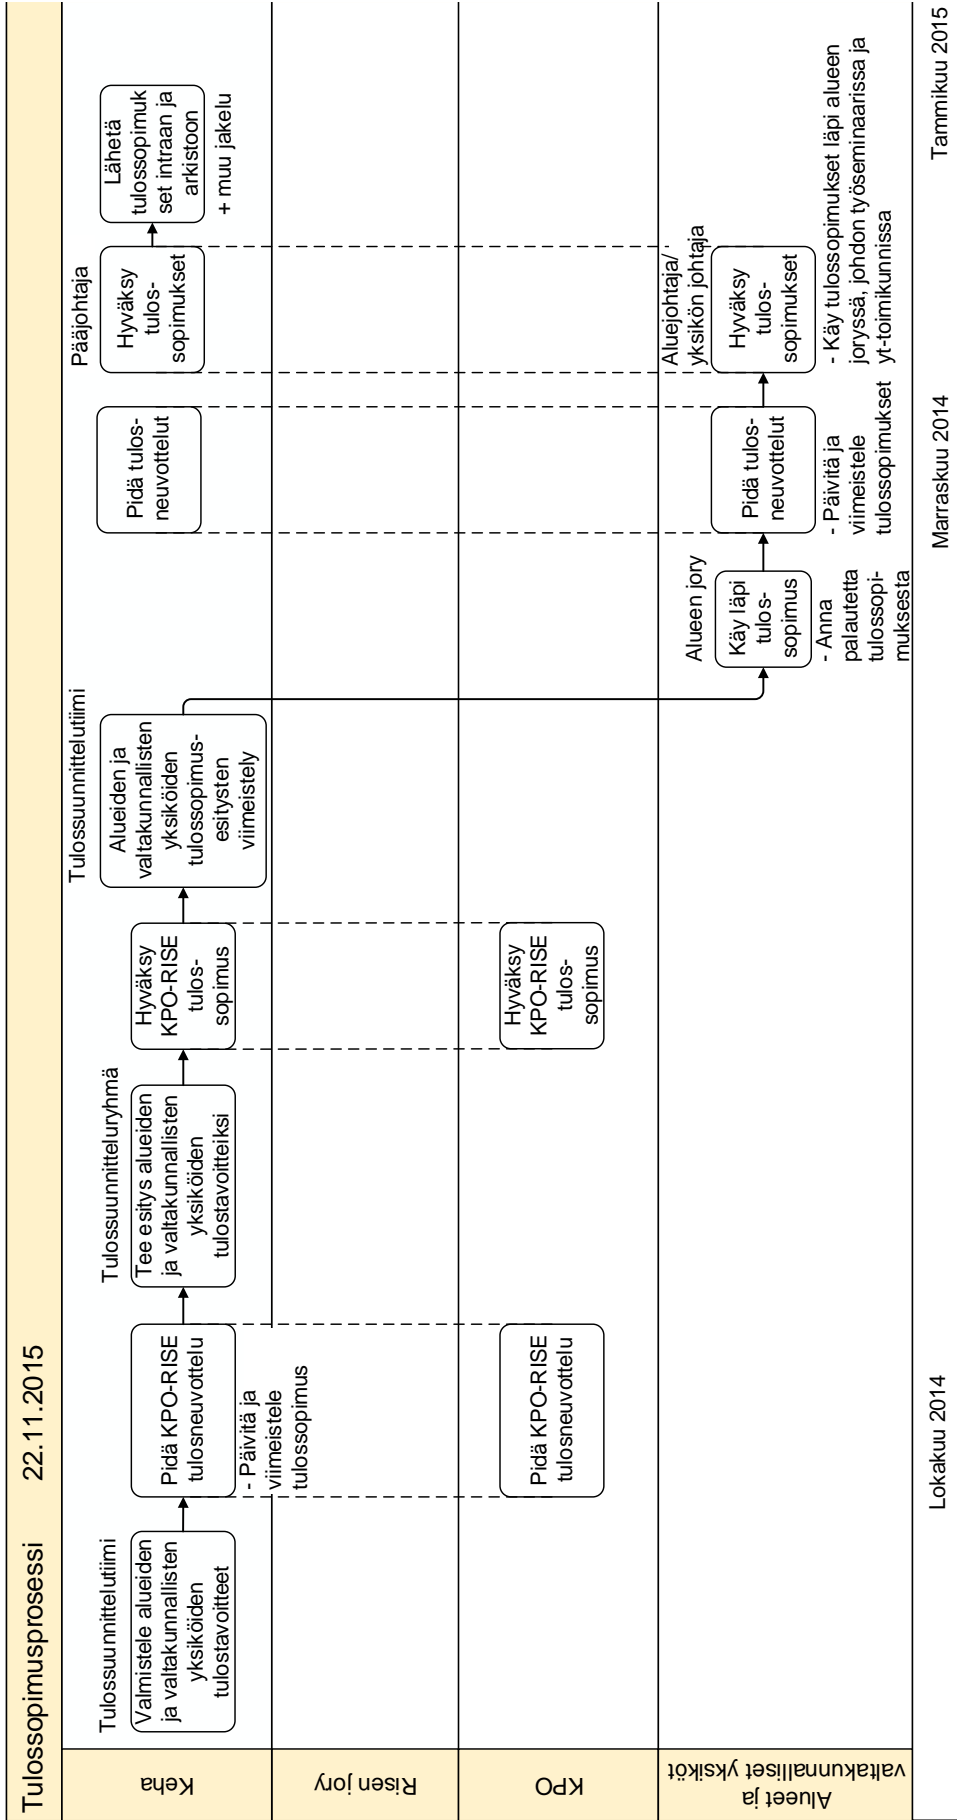 Tulossopimusprosessi 22.11.2015
Keha
Tulossuunnittelutiimi
Valmistele alueiden
ja valtakunnallisten
yksiköiden
tulostavoitteet
Pidä KPO-RISE
tulosneuvottelu
- Päivitä ja
viimeistele
tulossopimus
Tulossuunnitteluryhmä
Tee esitys alueiden
ja valtakunnallisten
yksiköiden
tulostavoitteiksi
Hyväksy
KPO-RISE
tulos-
sopimus
Tulossuunnittelutiimi
Alueiden ja
valtakunnallisten
yksiköiden
tulossopimus-
esitysten
viimeistely
Pidä tulos-
neuvottelut
Pääjohtaja
Hyväksy
tulos-
sopimukset
Lähetä
tulossopimuk
set intraan ja
arkistoon
+ muu jakelu
Risen jory
KPO
Pidä KPO-RISE
tulosneuvottelu
Hyväksy
KPO-RISE
tulos-
sopimus
Alueet ja
valtakunnalliset yksiköt
Alueen jory
Käy läpi
tulos-
sopimus
- Anna
palautetta
tulossopi-
muksesta
Pidä tulos-
neuvottelut
- Päivitä ja
viimeistele
tulossopimukset
Aluejohtaja/
yksikön johtaja
Hyväksy
tulos-
sopimukset
- Käy tulossopimukset läpi alueen
joryssä, johdon työseminaarissa ja
yt-toimikunnissa
Lokakuu 2014
Marraskuu 2014
Tammikuu 2015